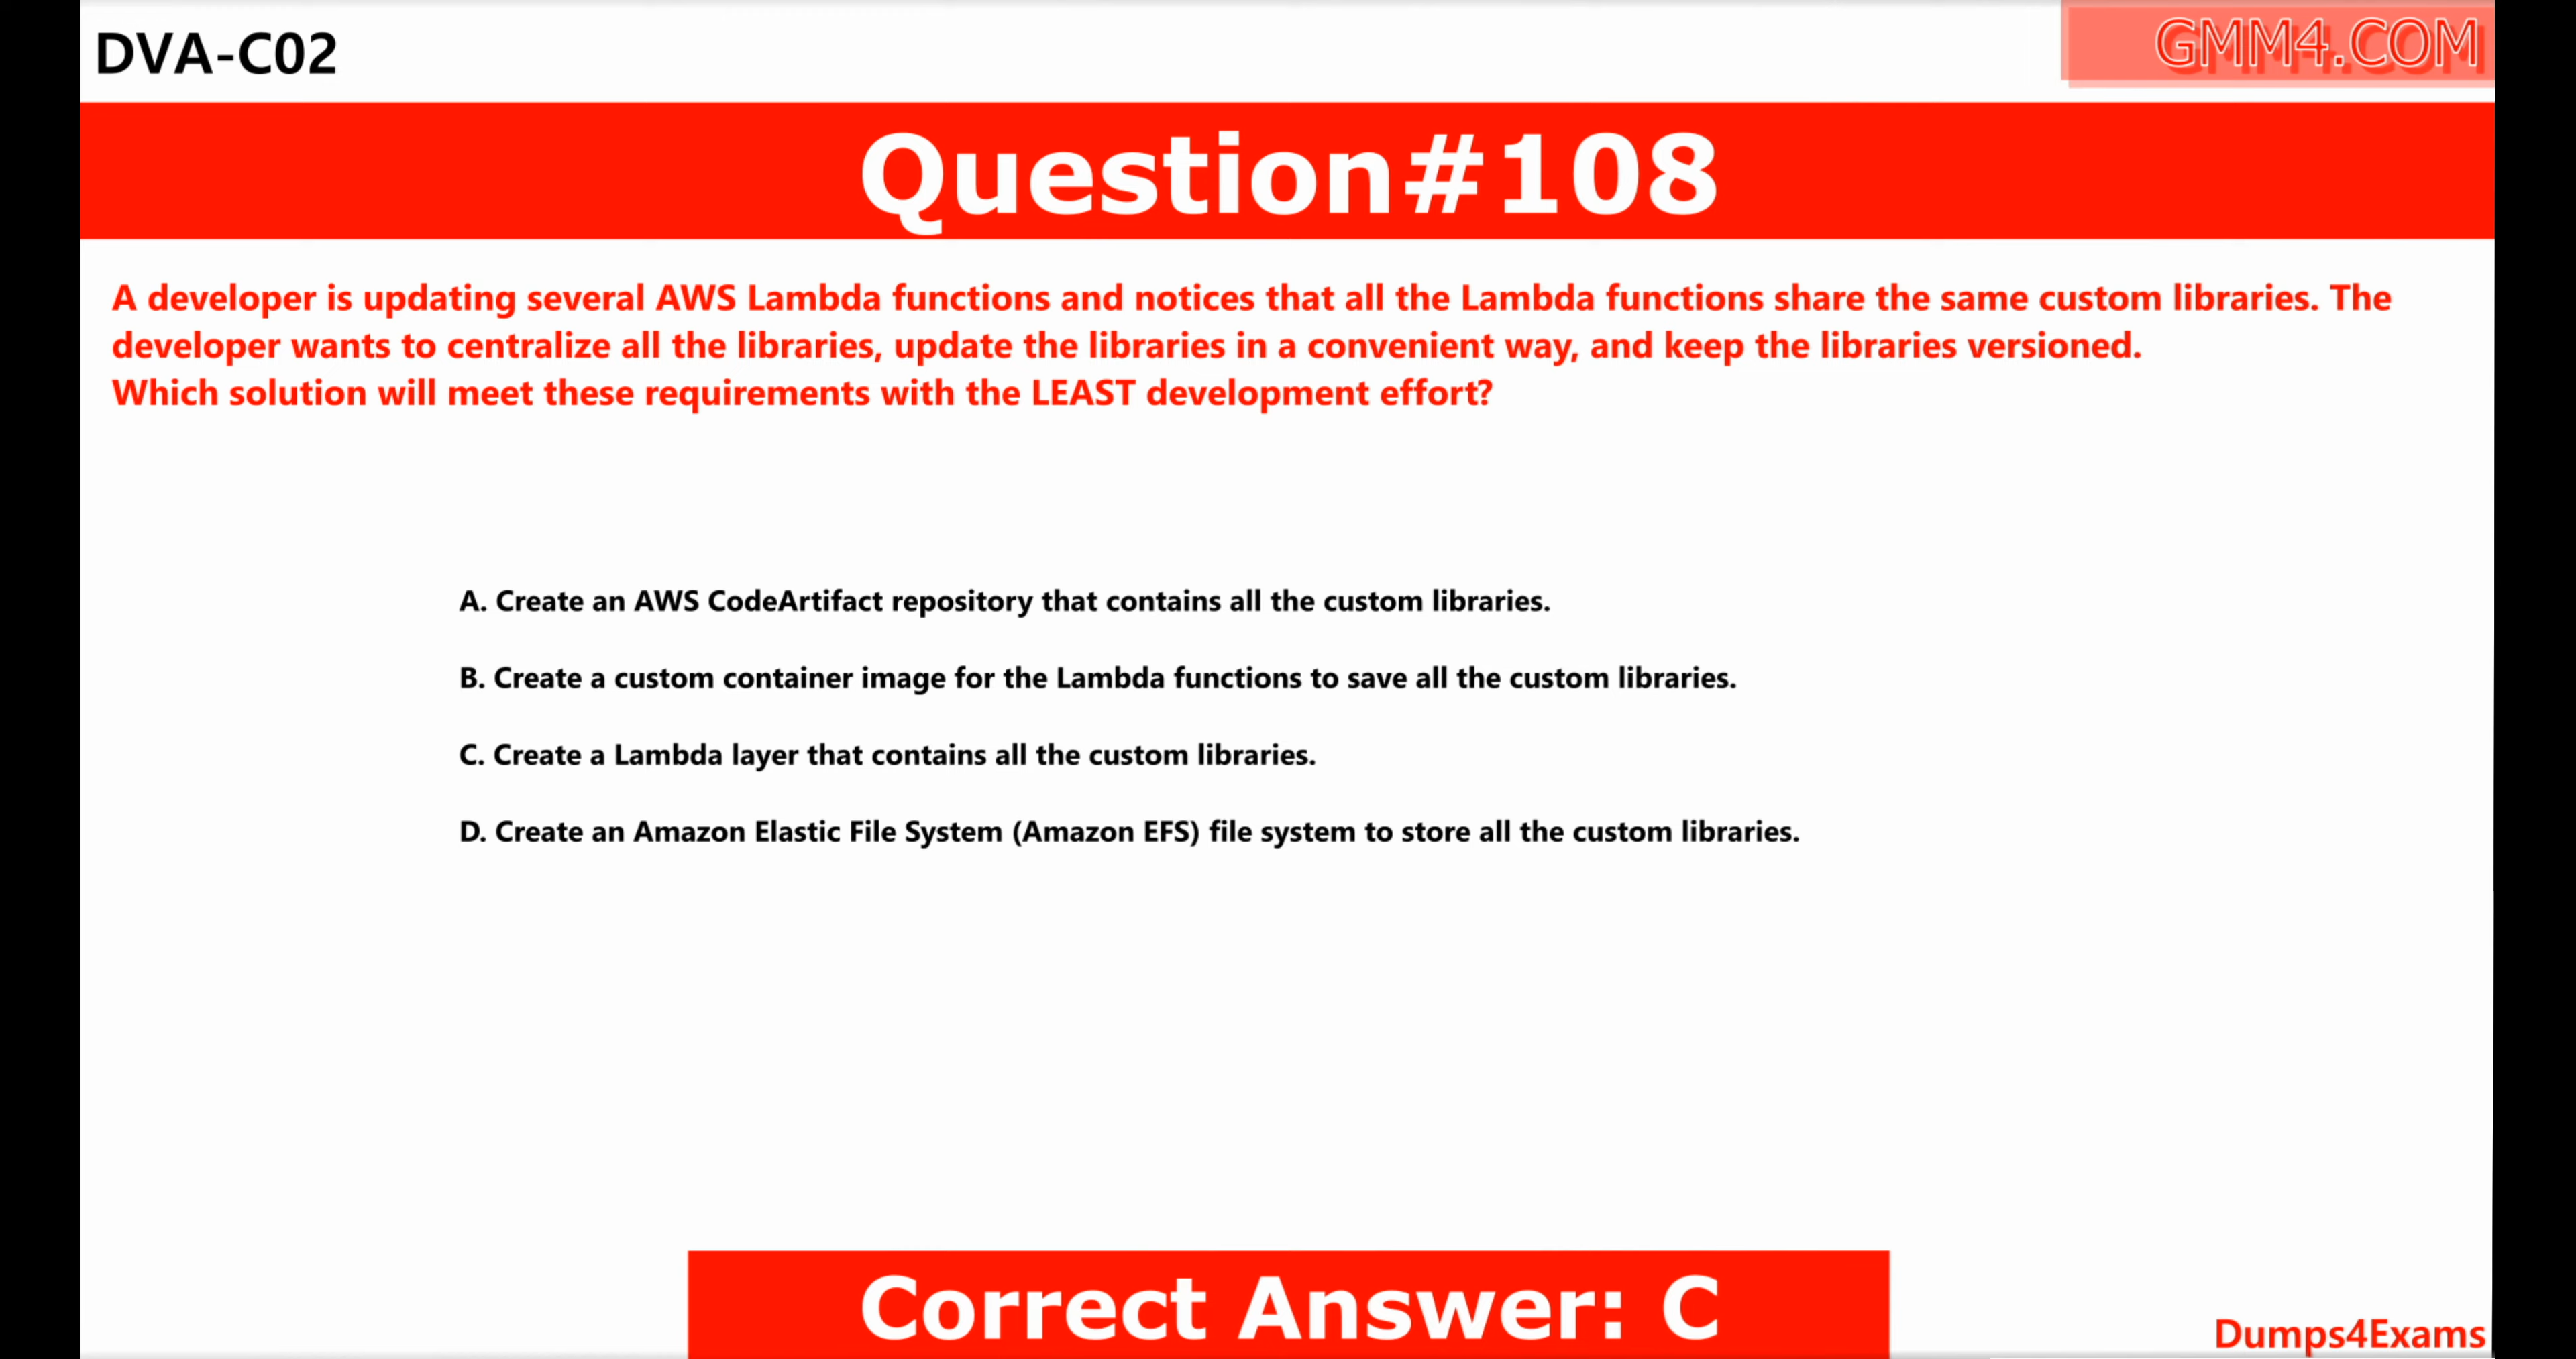 DVA-C02
GMM4.COM
Question#108
A developer is updating several AWS Lambda functions and notices that all the Lambda functions share the same custom libraries. The
developer wants to centralize all the libraries, update the libraries in a convenient way, and keep the libraries versioned.
Which solution will meet these requirements with the LEAST development effort?
A. Create an AWS CodeArtifact repository that contains all the custom libraries.
B. Create a custom container image for the Lambda functions to save all the custom libraries.
C. Create a Lambda layer that contains all the custom libraries.
D. Create an Amazon Elastic File System (Amazon EFS) file system to store all the custom libraries.
Correct Answer: C
Dumps4Exams